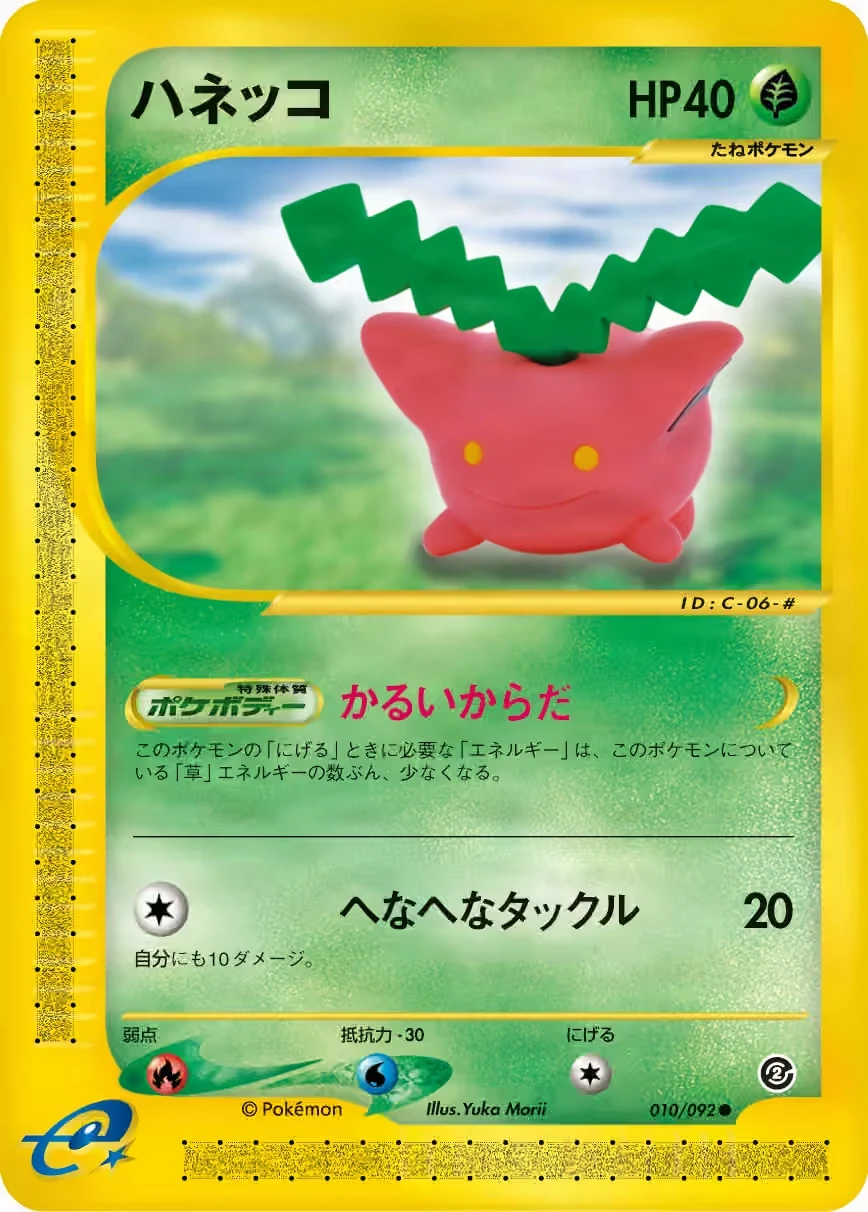 ハネッコ HP40
たねポケモン
ID:C-06-#
特殊体質
ポケボディー かるいからだ
このポケモンの「にげる」ときに必要な「エネルギー」は、このポケモンについて
いる「草」エネルギーの数ぶん、少なくなる。
へなへなタックル 20
自分にも10ダメージ。
弱点 抵抗力-30 にげる
2
© Pokémon Illus.Yuka Morii 010/092●
e